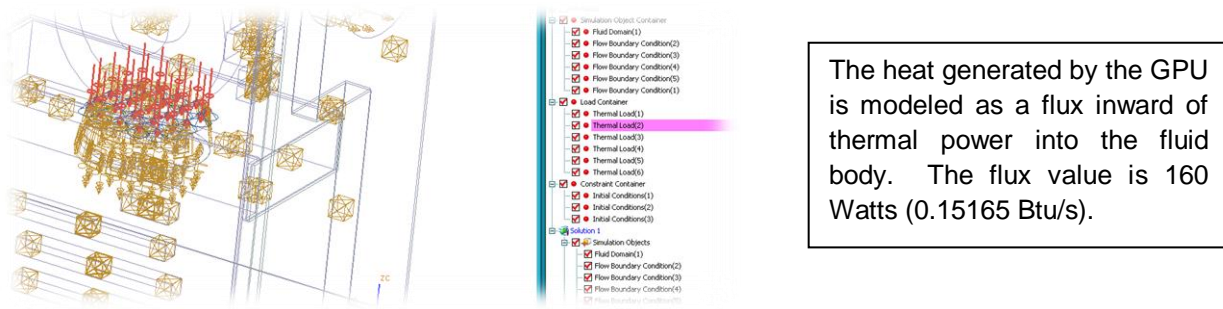 Simulation Object Container
Fluid Domain(1)
Flow Boundary Condition(2)
Flow Boundary Condition(3)
Flow Boundary Condition(4)
Flow Boundary Condition(5)
Flow Boundary Condition(1)
Load Container
Thermal Load(1)
Thermal Load(2)
Thermal Load(3)
Thermal Load(4)
Thermal Load(5)
Thermal Load(6)
Constraint Container
Initial Conditions(1)
Initial Conditions(2)
Initial Conditions(3)
Solution 1
Simulation Objects
Fluid Domain(1)
Flow Boundary Condition(2)
Flow Boundary Condition(3)
Flow Boundary Condition(4)
Flow Boundary Condition(5)
ZC
The heat generated by the GPU
is modeled as a flux inward of
thermal power into the fluid
body. The flux value is 160
Watts (0.15165 Btu/s).